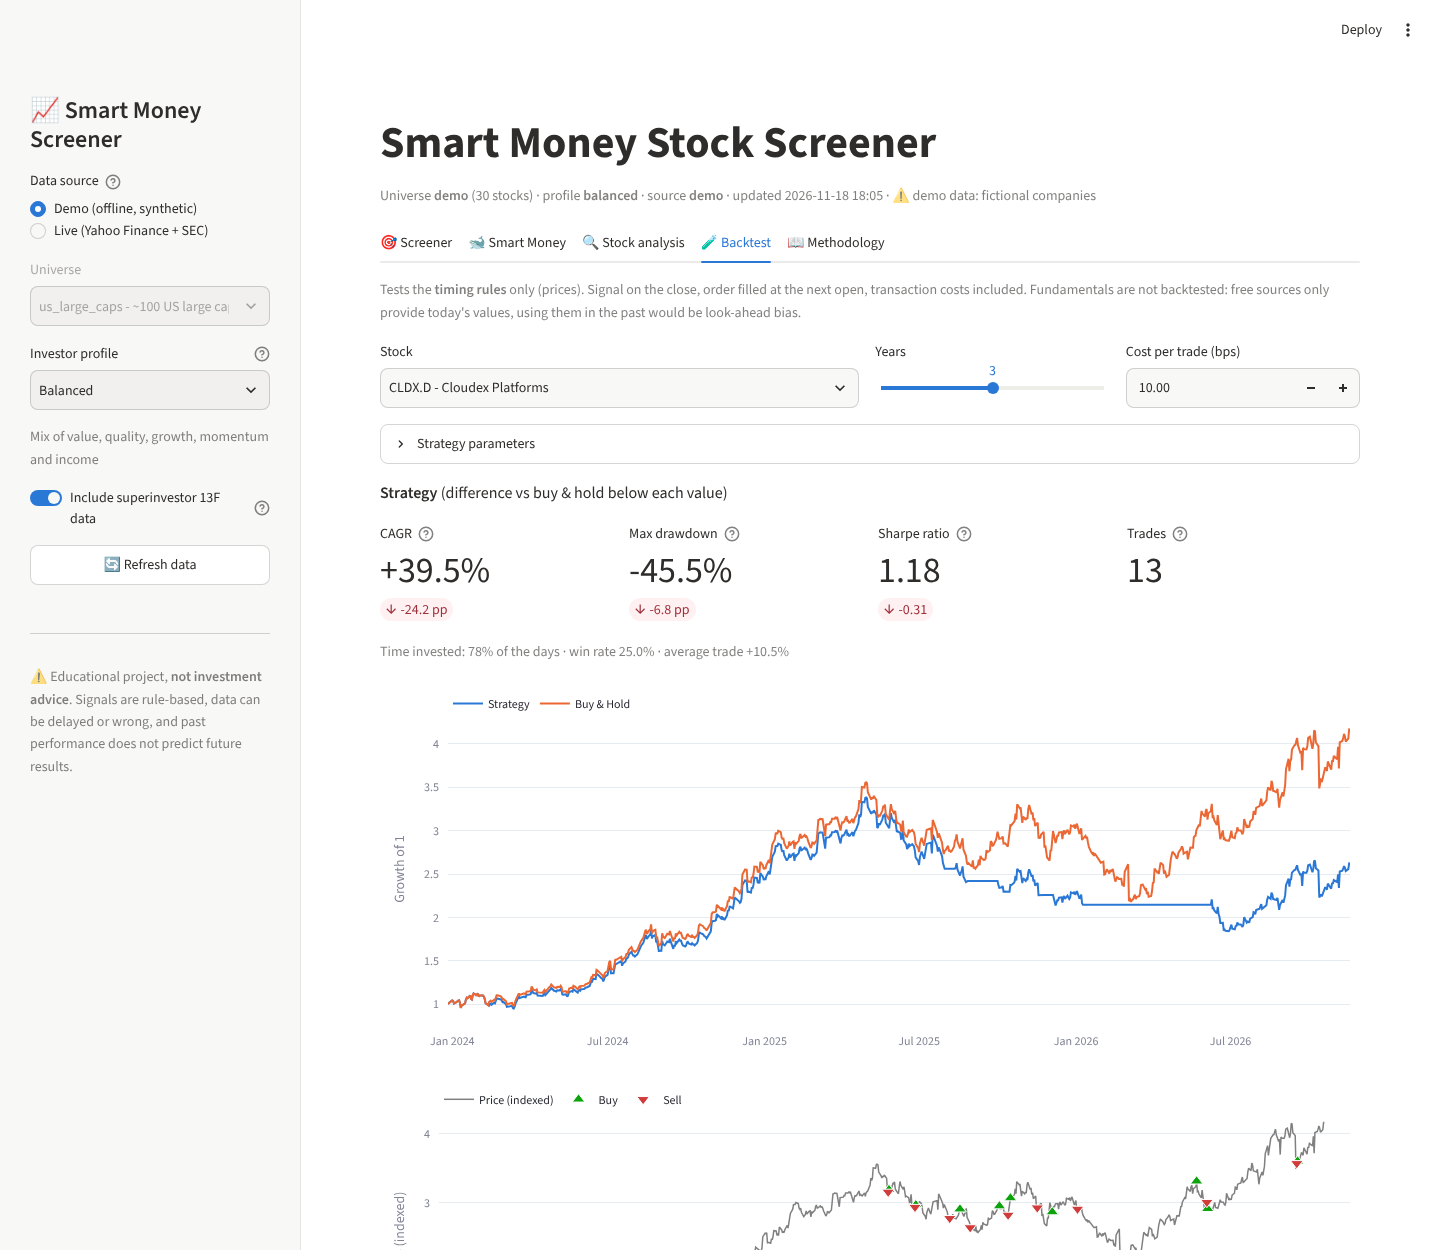 Deploy
📈 Smart Money
Screener
Data source
Demo (offline, synthetic)
Live (Yahoo Finance + SEC)
Universe
us_large_caps - ~100 US large ca
Investor profile
Balanced
Mix of value, quality, growth, momentum
and income
Include superinvestor 13F
data
🔄 Refresh data
⚠️ Educational project, not investment
advice. Signals are rule-based, data can
be delayed or wrong, and past
performance does not predict future
results.
Smart Money Stock Screener
Universe demo (30 stocks) · profile balanced · source demo · updated 2026-11-18 18:05 · ⚠️ demo data: fictional companies
🎯 Screener 🐋 Smart Money 🔍 Stock analysis 🧪 Backtest 📖 Methodology
Tests the timing rules only (prices). Signal on the close, order filled at the next open, transaction costs included. Fundamentals are not backtested: free sources only
provide today's values, using them in the past would be look-ahead bias.
Stock Years Cost per trade (bps)
3
CLDX.D - Cloudex Platforms 10.00
Strategy parameters
Strategy (difference vs buy & hold below each value)
CAGR Max drawdown Sharpe ratio Trades
+39.5% -45.5% 1.18 13
↓ -24.2 pp ↓ -6.8 pp ↓ -0.31
Time invested: 78% of the days · win rate 25.0% · average trade +10.5%
Strategy Buy & Hold
4
3.5
3
2.5
2
1.5
1
Growth of 1
Jan 2024 Jul 2024 Jan 2025 Jul 2025 Jan 2026 Jul 2026
Price (indexed) Buy Sell
4
3
(indexed)